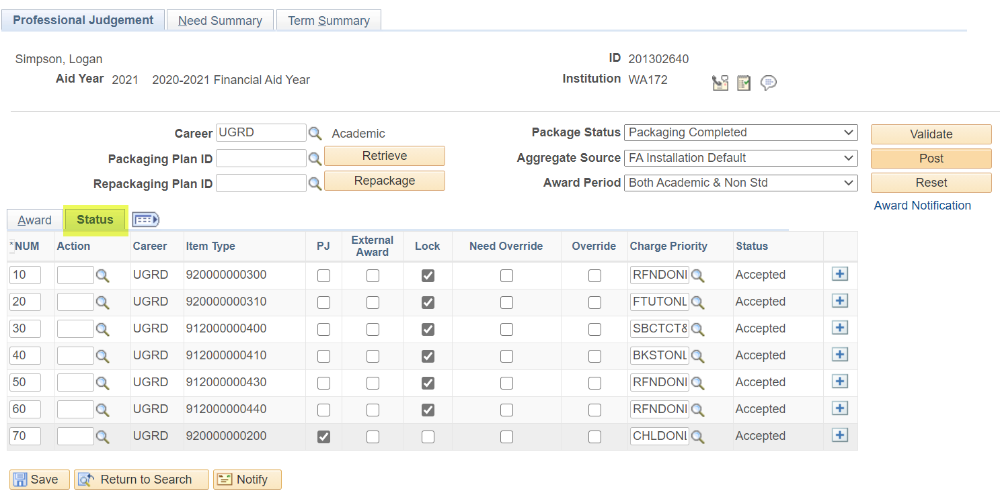 Professional Judgement Need Summary Term Summary
Simpson, Logan ID 201302640
Aid Year 2021 2020-2021 Financial Aid Year Institution WA172
Career UGRD Academic Package Status Packaging Completed Validate
Packaging Plan ID Retrieve Aggregate Source FA Installation Default Post
Repackaging Plan ID Repackage Award Period Both Academic & Non Std Reset
Award Notification
Award Status
*NUM Action Career Item Type PJ External Award Lock Need Override Override Charge Priority Status
10 UGRD 920000000300 RFNDONI Accepted
20 UGRD 920000000310 FTUTONL Accepted
30 UGRD 912000000400 SBCTCT& Accepted
40 UGRD 912000000410 BKSTONL Accepted
50 UGRD 912000000430 RFNDONI Accepted
60 UGRD 912000000440 RFNDONI Accepted
70 UGRD 920000000200 CHLDONL Accepted
Save Return to Search Notify